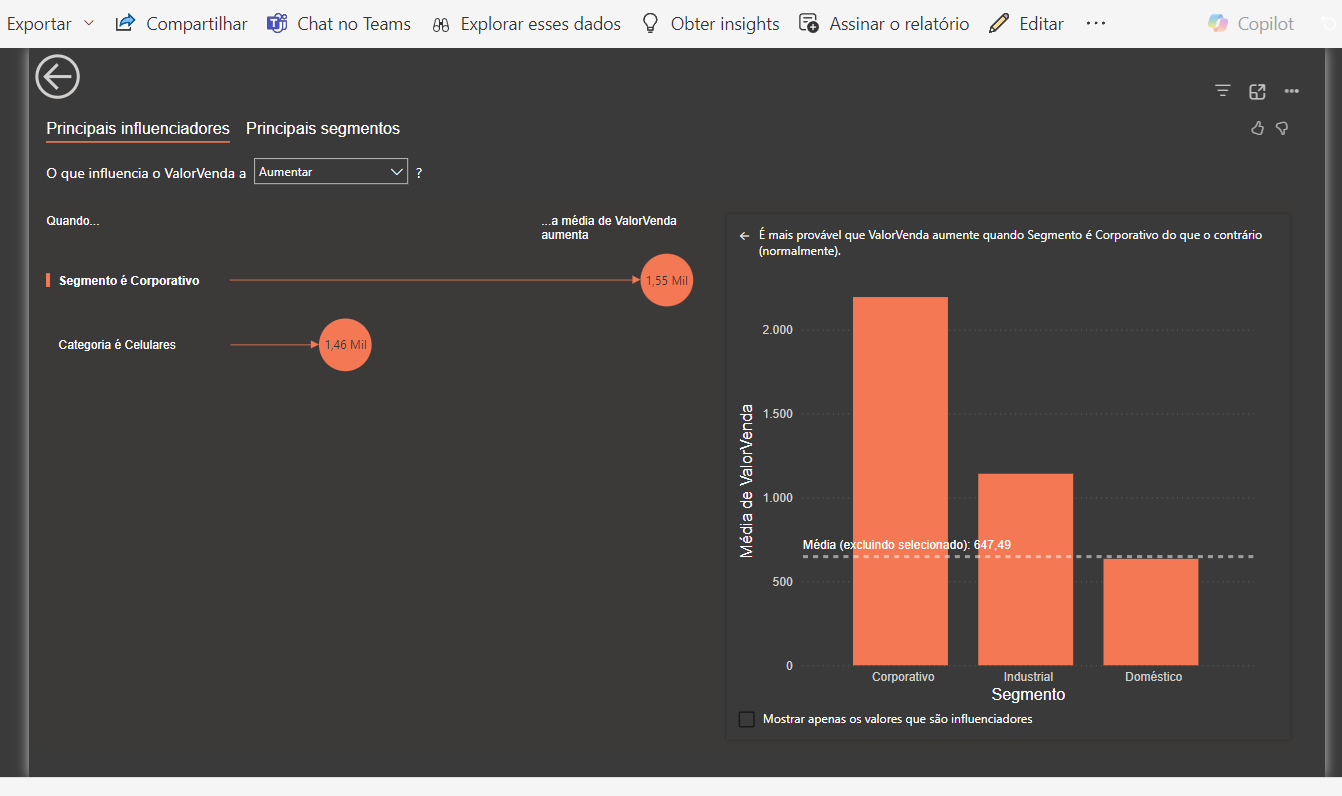 Exportar
Compartilhar
Chat no Teams
Explorar esses dados
Obter insights
Assinar o relatório
Editar
Copilot
Principais influenciadores
Principais segmentos
O que influencia o ValorVenda a
Aumentar
?
Quando...
...a média de ValorVenda
aumenta
Segmento é Corporativo
1,55 Mil
Categoria é Celulares
1,46 Mil
É mais provável que ValorVenda aumente quando Segmento é Corporativo do que o contrário
(normalmente).
Média de ValorVenda
2.000
1.500
1.000
Média (excluindo selecionado): 647,49
500
0
Corporativo
Industrial
Doméstico
Segmento
Mostrar apenas os valores que são influenciadores